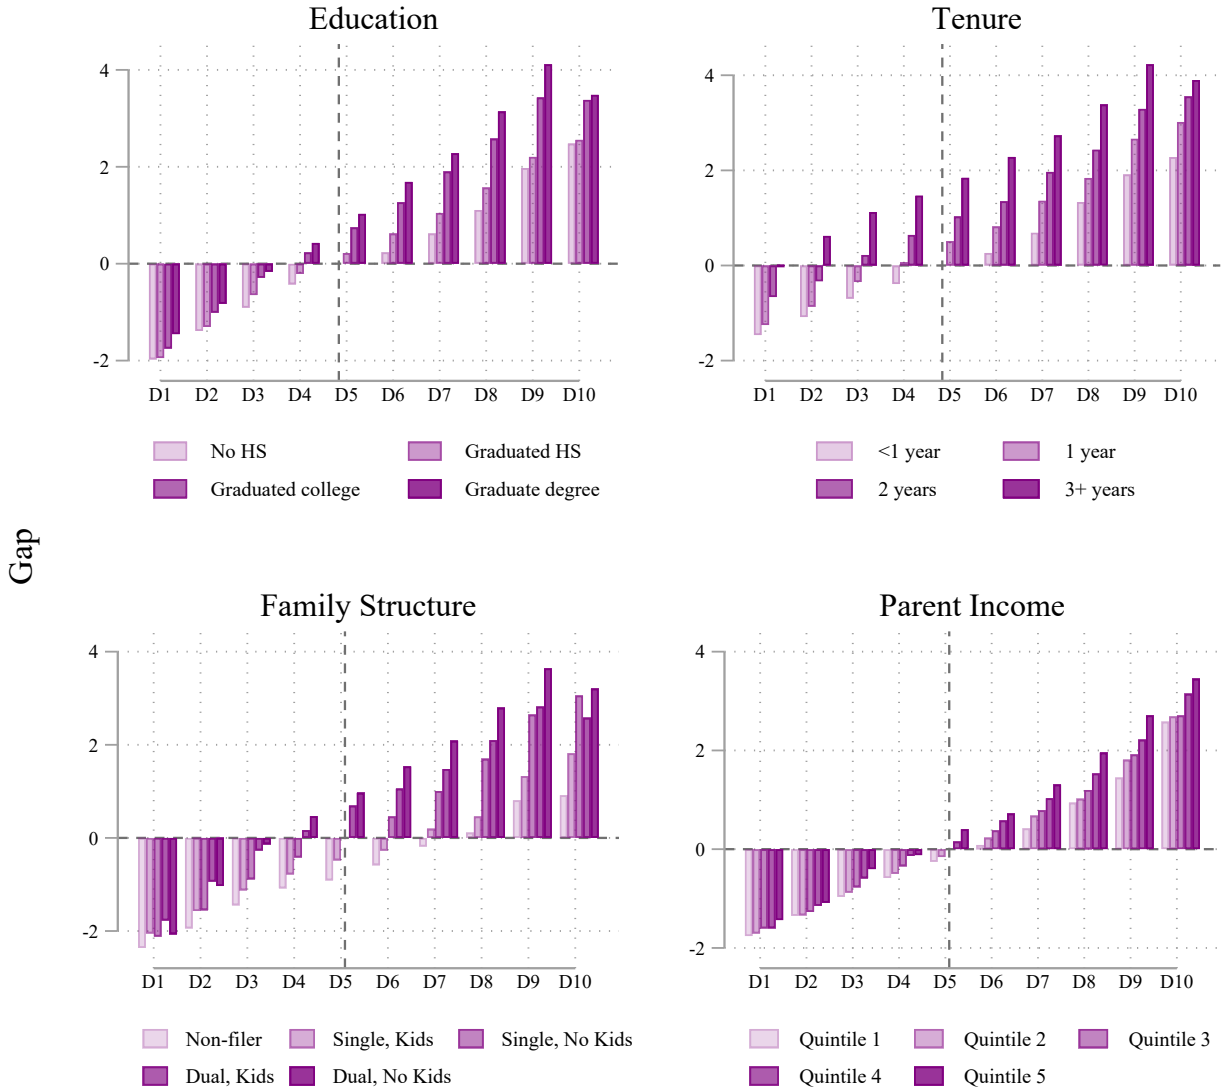 Education
4
2
0
-2
D1 D2 D3 D4 D5 D6 D7 D8 D9 D10
No HS Graduated HS
Graduated college Graduate degree
Tenure
4
2
0
-2
D1 D2 D3 D4 D5 D6 D7 D8 D9 D10
<1 year 1 year
2 years 3+ years
Gap
Family Structure
4
2
0
-2
D1 D2 D3 D4 D5 D6 D7 D8 D9 D10
Non-filer Single, Kids Single, No Kids
Dual, Kids Dual, No Kids
Parent Income
4
2
0
-2
D1 D2 D3 D4 D5 D6 D7 D8 D9 D10
Quintile 1 Quintile 2 Quintile 3
Quintile 4 Quintile 5